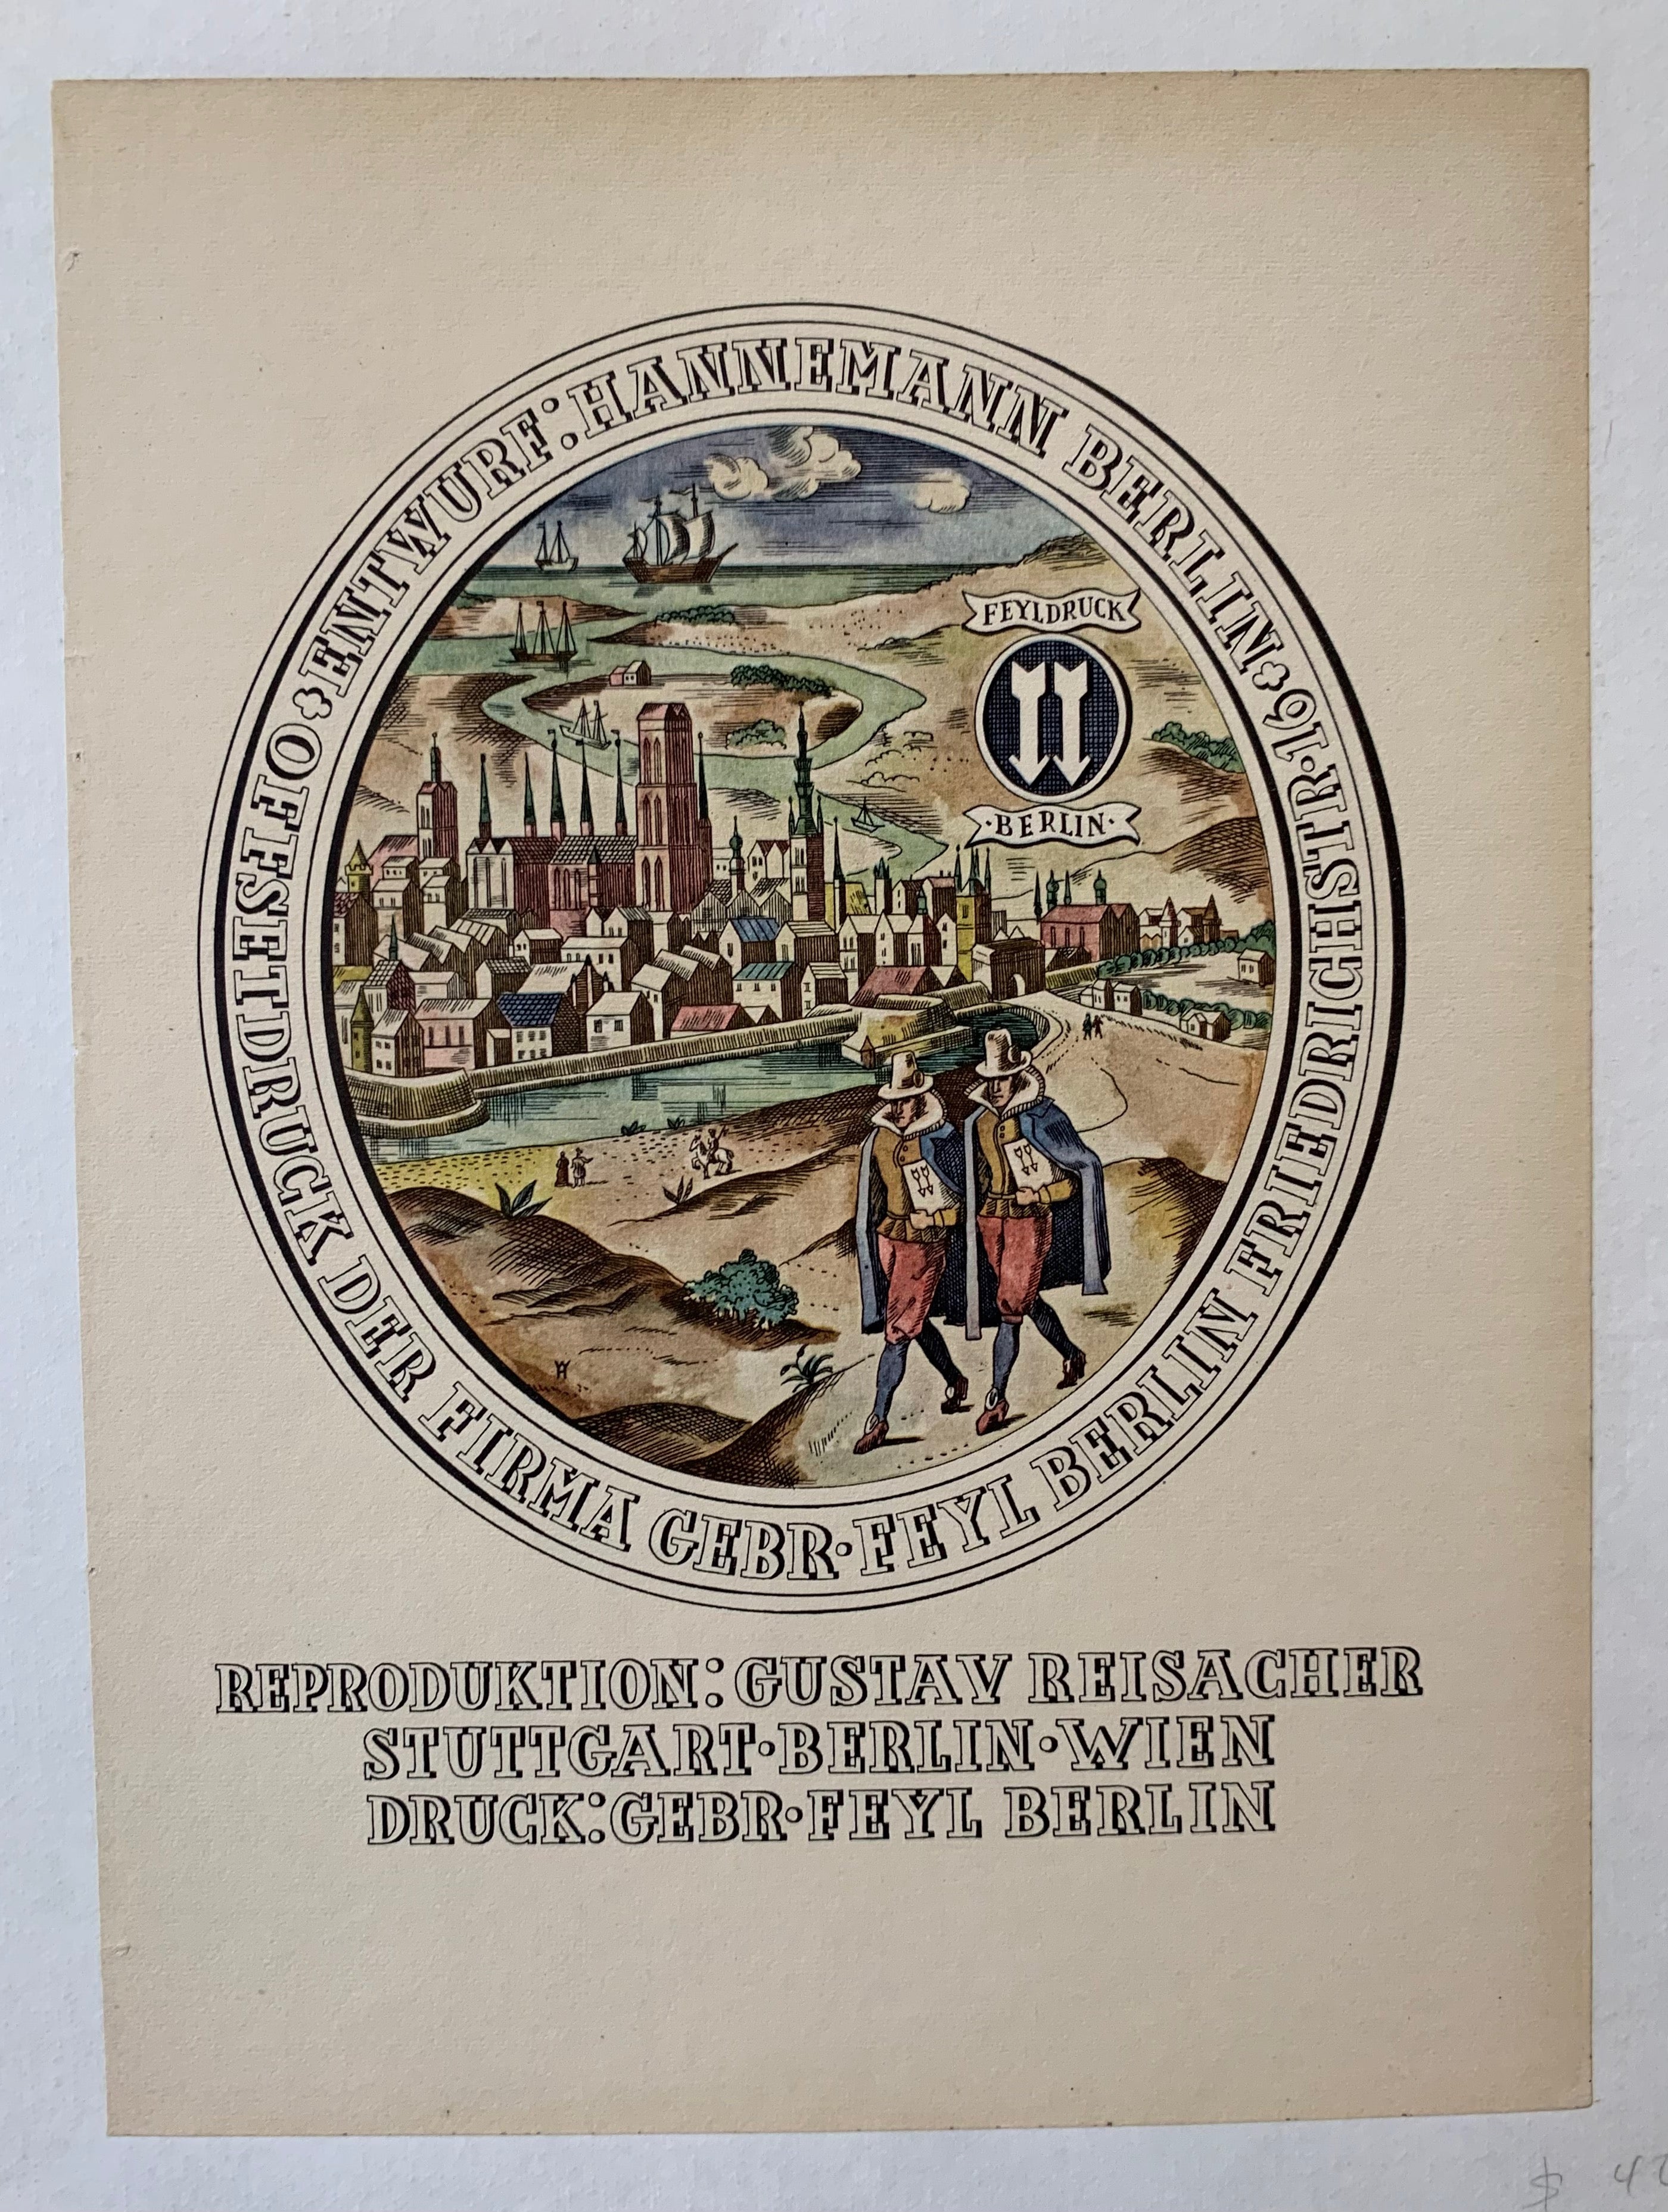 ENTWURF: HANNEMANN BERLIN
OFFSETDRUCK DER FIRMA GEBR·FEYL BERLIN FRIEDRICHSTR·16
FEYLDRUCK
·BERLIN·
REPRODUKTION: GUSTAV REISACHER
STUTTGART·BERLIN·WIEN
DRUCK: GEBR·FEYL BERLIN